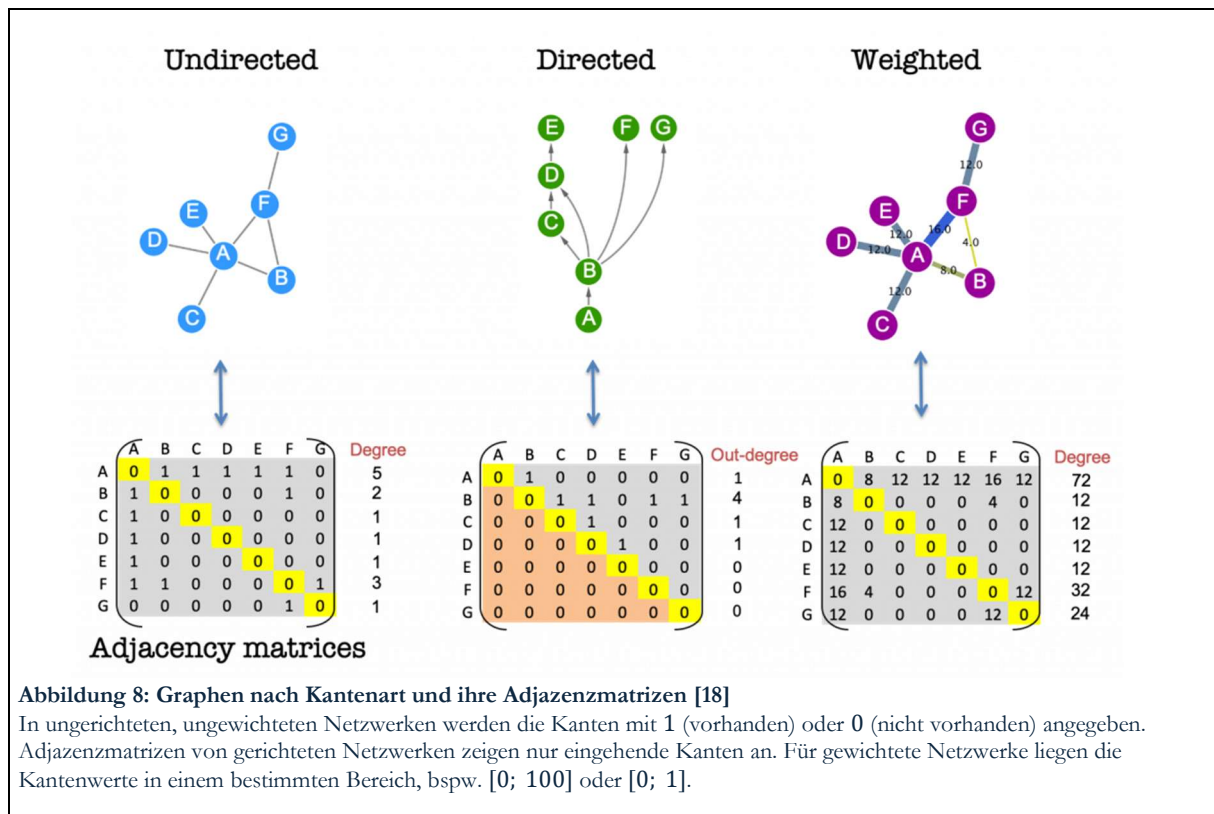 Undirected Directed Weighted
G
E
F
D
A
B
C
E F G
D
C
B
A
G
12.0
E
F
D
12.0
16.0
12.0
4.0
A
8.0
B
12.0
C
A B C D E F G Degree
A 0 1 1 1 1 1 0 5
B 1 0 0 0 0 1 0 2
C 1 0 0 0 0 0 0 1
D 1 0 0 0 0 0 0 1
E 1 0 0 0 0 0 0 1
F 1 1 0 0 0 0 1 3
G 0 0 0 0 0 1 0 1
Adjacency matrices
A B C D E F G Out-degree
A 0 1 0 0 0 0 0 1
B 0 0 1 1 0 1 1 4
C 0 0 0 1 0 0 0 1
D 0 0 0 0 1 0 0 1
E 0 0 0 0 0 0 0 0
F 0 0 0 0 0 0 0 0
G 0 0 0 0 0 0 0 0
A B C D E F G Degree
A 0 8 12 12 12 16 12 72
B 8 0 0 0 0 4 0 12
C 12 0 0 0 0 0 0 12
D 12 0 0 0 0 0 0 12
E 12 0 0 0 0 0 0 12
F 16 4 0 0 0 0 12 32
G 12 0 0 0 0 12 0 24
Abbildung 8: Graphen nach Kantenart und ihre Adjazenzmatrizen [18]
In ungerichteten, ungewichteten Netzwerken werden die Kanten mit 1 (vorhanden) oder 0 (nicht vorhanden) angegeben.
Adjazenzmatrizen von gerichteten Netzwerken zeigen nur eingehende Kanten an. Für gewichtete Netzwerke liegen die
Kantenwerte in einem bestimmten Bereich, bspw. [0; 100] oder [0; 1].